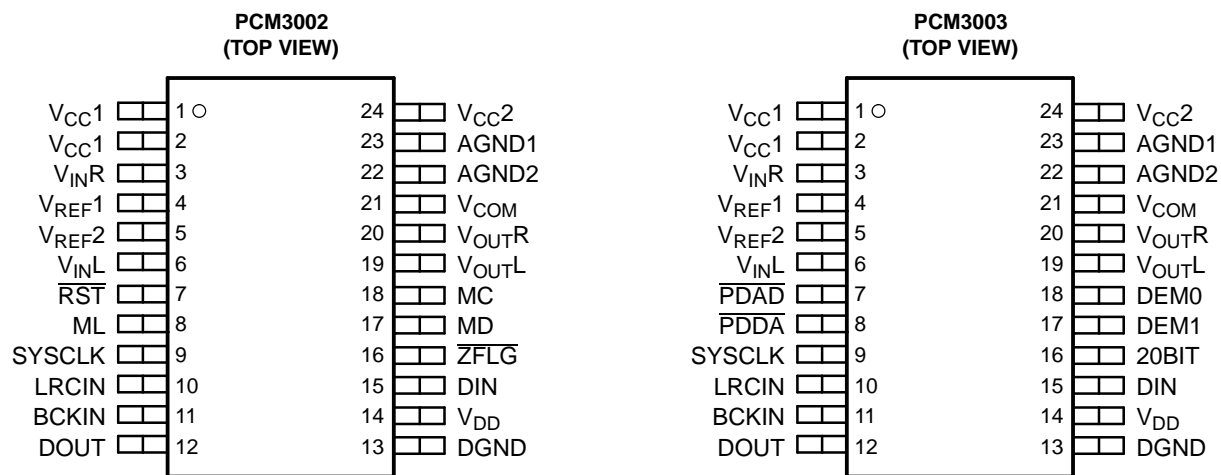 PCM3002
(TOP VIEW)
VCC1 1 24 VCC2
VCC1 2 23 AGND1
VINR 3 22 AGND2
VREF1 4 21 VCOM
VREF2 5 20 VOUTR
VINL 6 19 VOUTL
RST 7 18 MC
ML 8 17 MD
SYSCLK 9 16 ZFLG
LRCIN 10 15 DIN
BCKIN 11 14 VDD
DOUT 12 13 DGND
PCM3003
(TOP VIEW)
VCC1 1 24 VCC2
VCC1 2 23 AGND1
VINR 3 22 AGND2
VREF1 4 21 VCOM
VREF2 5 20 VOUTR
VINL 6 19 VOUTL
PDAD 7 18 DEM0
PDDA 8 17 DEM1
SYSCLK 9 16 20BIT
LRCIN 10 15 DIN
BCKIN 11 14 VDD
DOUT 12 13 DGND